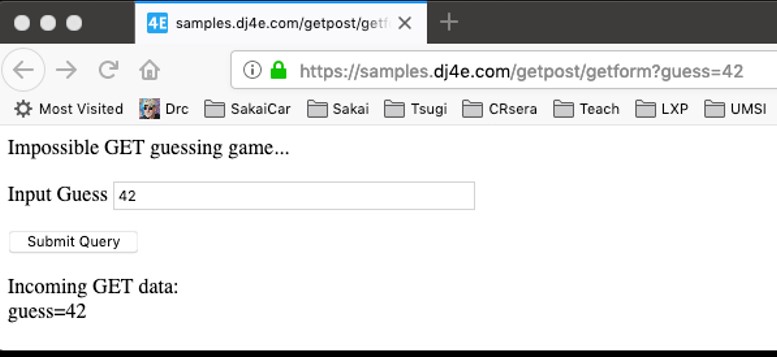 4E samples.dj4e.com/getpost/getf
https://samples.dj4e.com/getpost/getform?guess=42
Most Visited Drc SakaiCar Sakai Tsugi CRsera Teach LXP UMSI
Impossible GET guessing game...
Input Guess 42
Submit Query
Incoming GET data:
guess=42